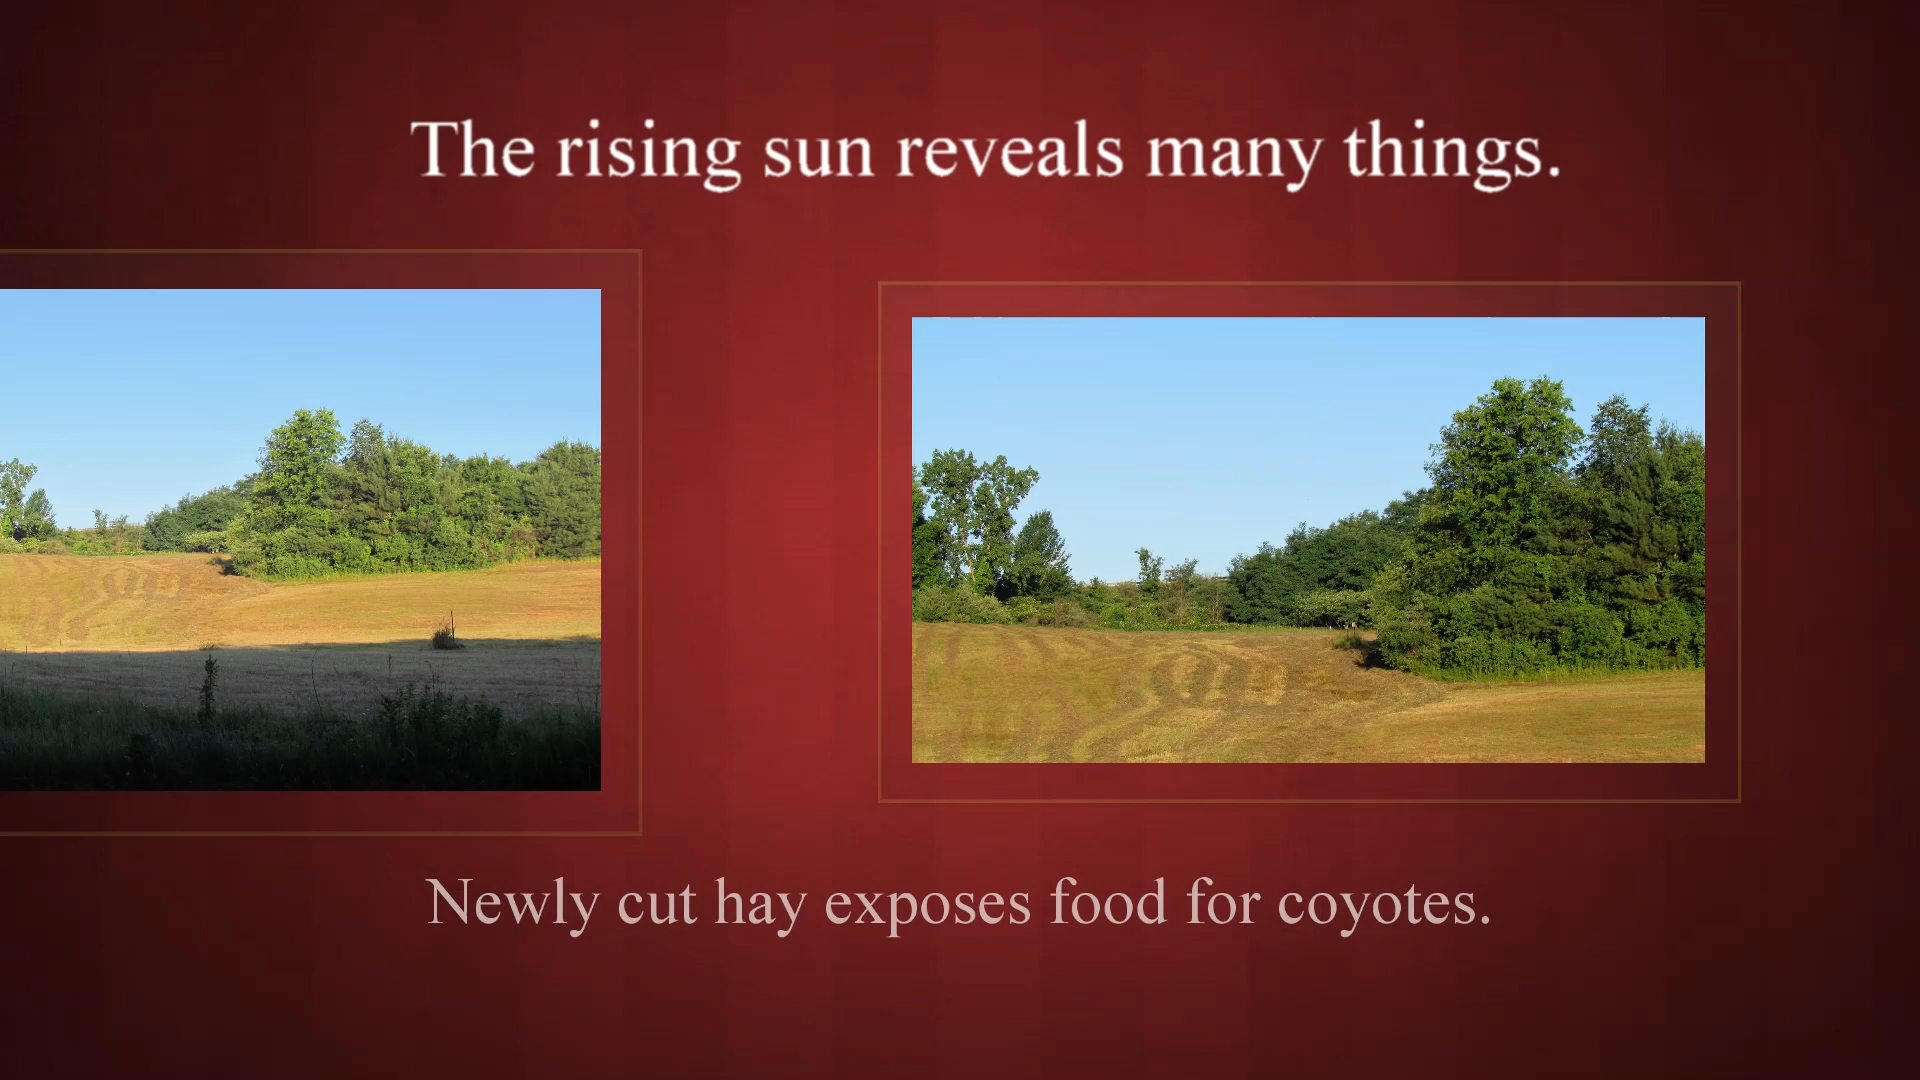 The rising sun reveals many things.
Newly cut hay exposes food for coyotes.